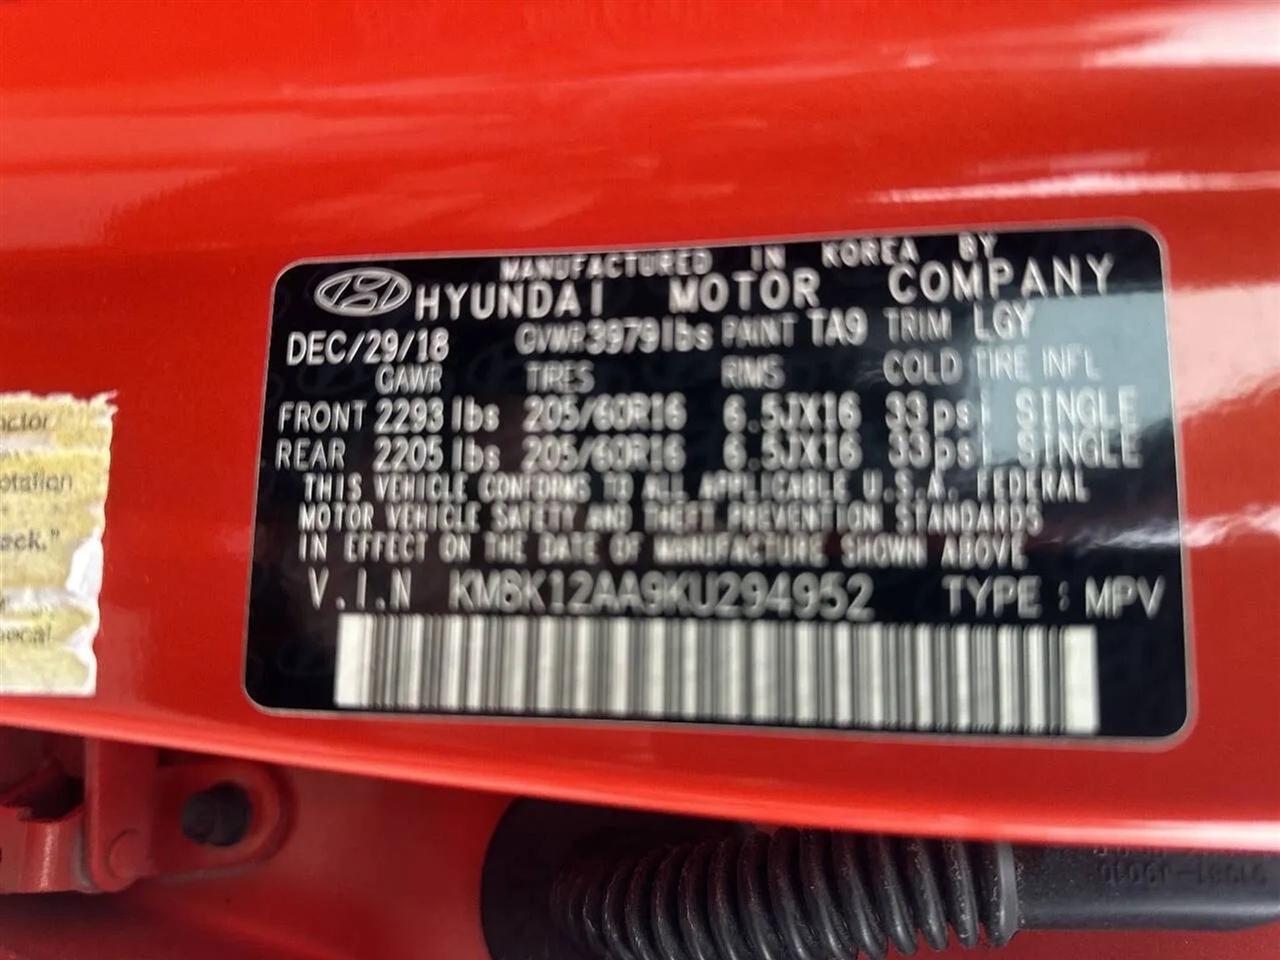 MANUFACTURED IN KOREA BY
HYUNDAI MOTOR COMPANY
DEC/29/18 GVWR 3979lbs PAINT TA9 TRIM LGY
GAWR TIRES RIMS COLD TIRE INFL
FRONT 2293 lbs 205/60R16 6.5JX16 33psi SINGLE
REAR 2205 lbs 205/60R16 6.5JX16 33psi SINGLE
THIS VEHICLE CONFORMS TO ALL APPLICABLE U.S.A. FEDERAL
MOTOR VEHICLE SAFETY AND THEFT PREVENTION STANDARDS
IN EFFECT ON THE DATE OF MANUFACTURE SHOWN ABOVE
V.I.N KM8K12AA9KU294952 TYPE : MPV